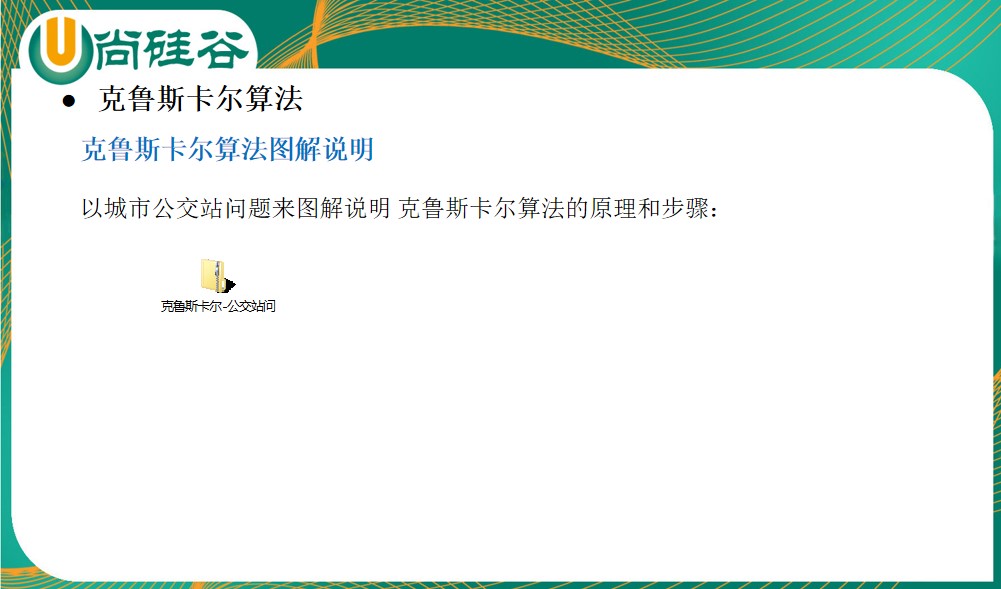 尚硅谷
● 克鲁斯卡尔算法
克鲁斯卡尔算法图解说明
以城市公交站问题来图解说明 克鲁斯卡尔算法的原理和步骤：
克鲁斯卡尔-公交站问